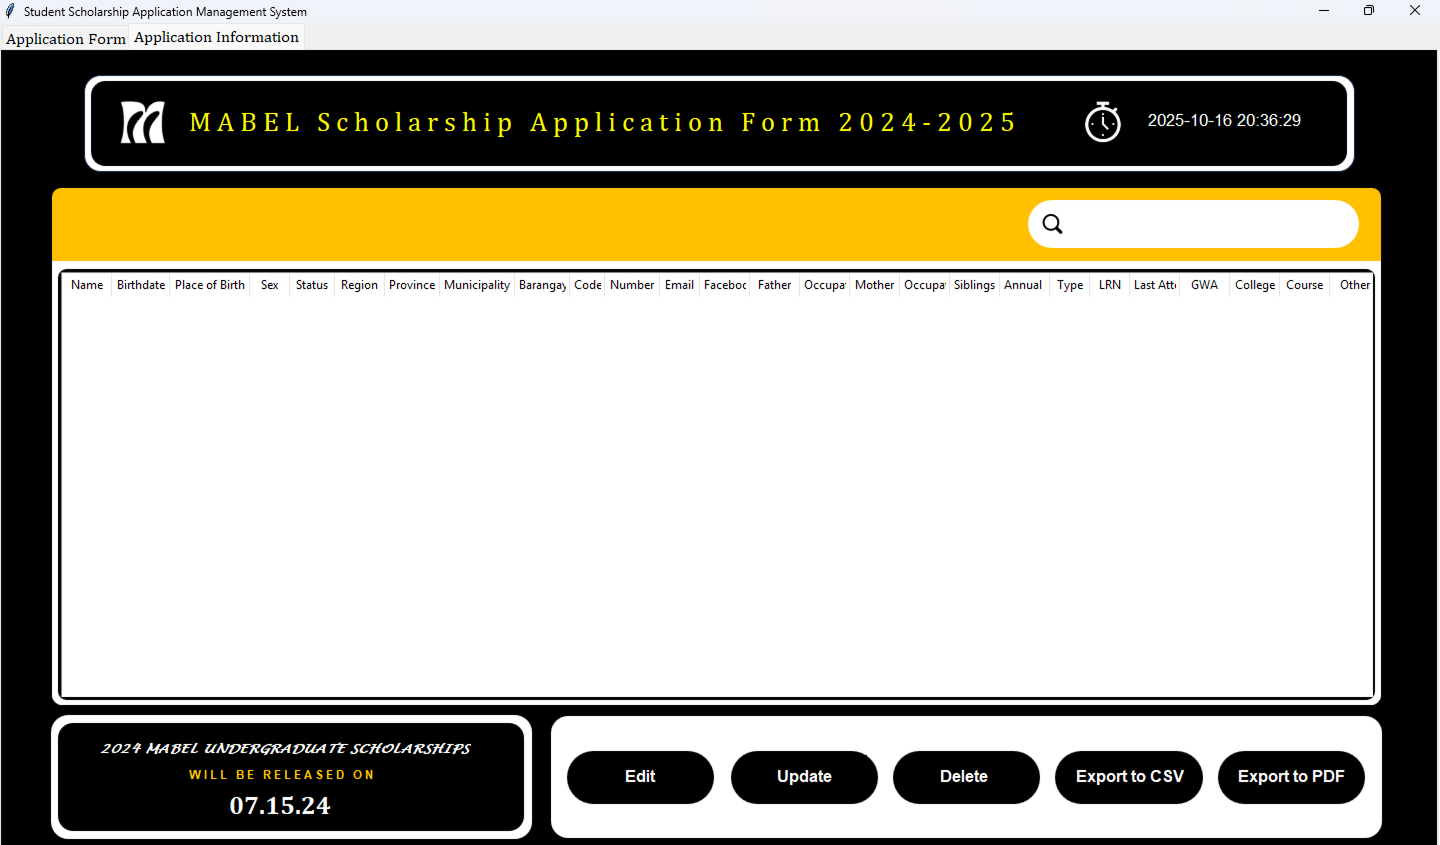 Student Scholarship Application Management System
Application Form Application Information
MABEL Scholarship Application Form 2024-2025 2025-10-16 20:36:29
Name Birthdate Place of Birth Sex Status Region Province Municipality Barangay Code Number Email Faceboc Father Occupa Mother Occupa Siblings Annual Type LRN Last Att GWA College Course Other
2024 MABEL UNDERGRADUATE SCHOLARSHIPS
WILL BE RELEASED ON
07.15.24
Edit Update Delete Export to CSV Export to PDF